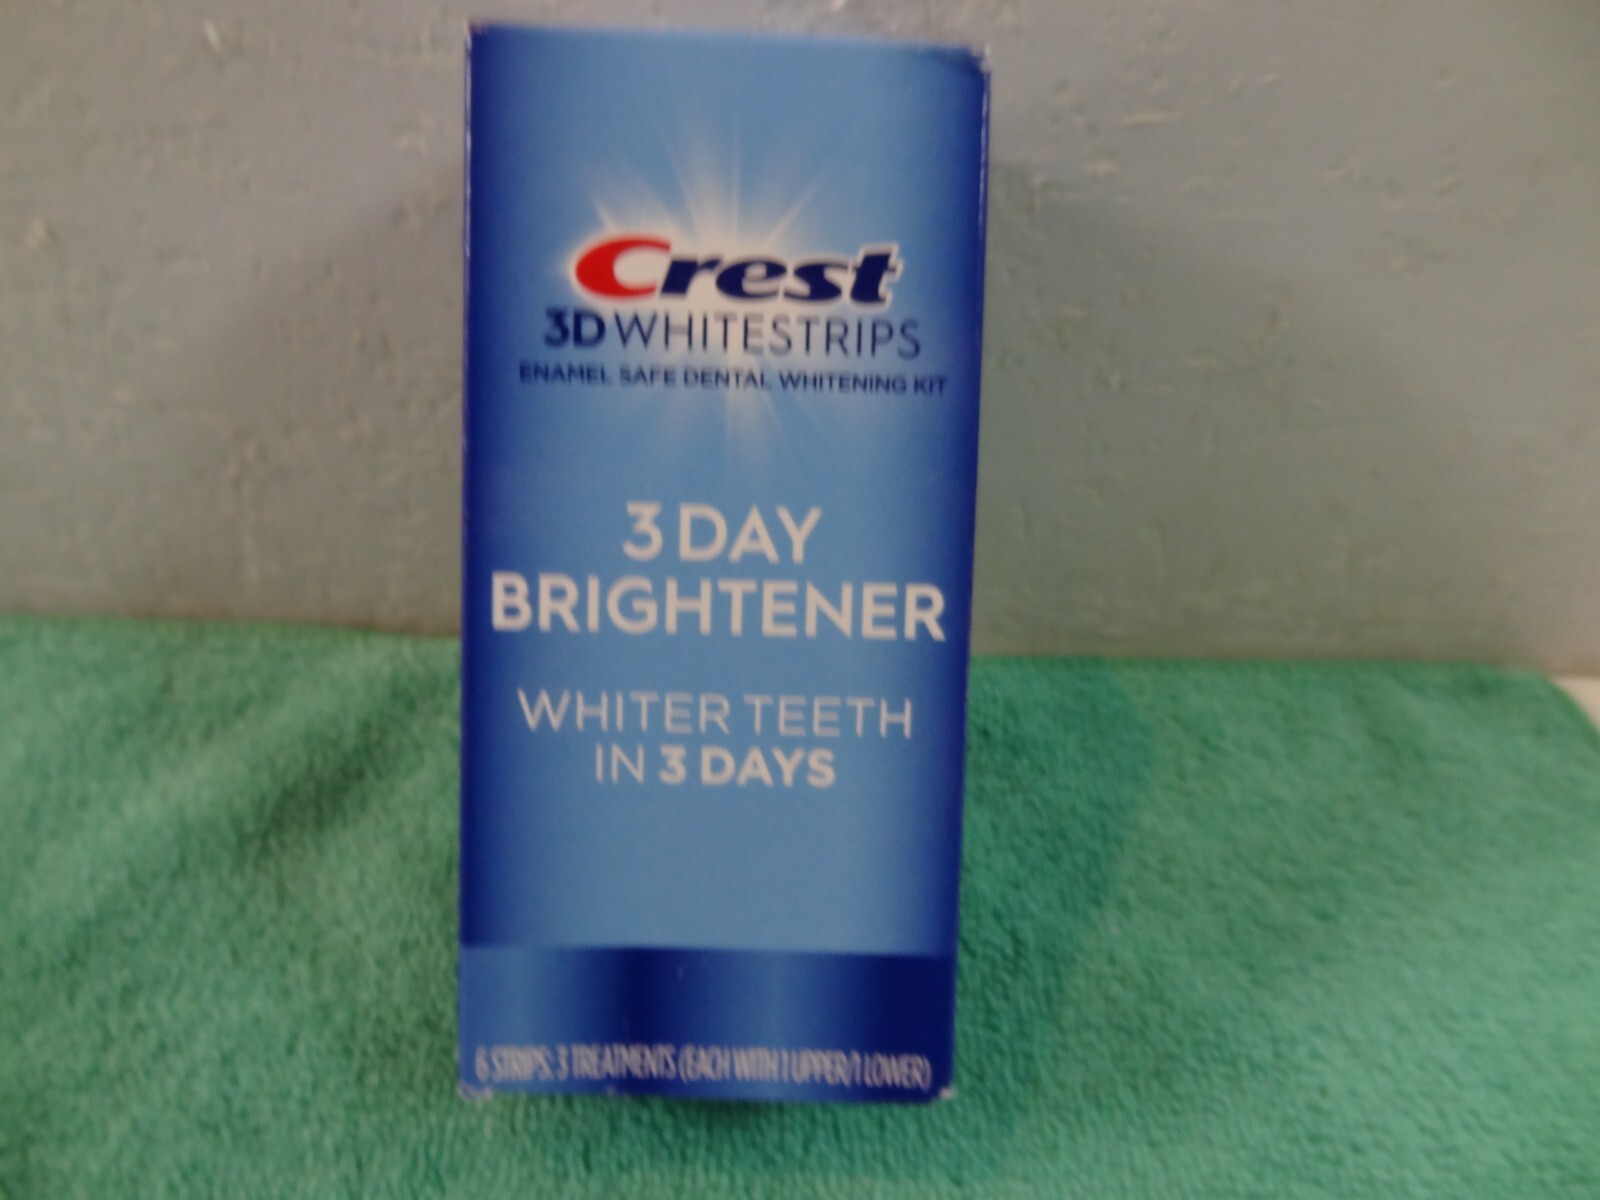 Crest
3D WHITESTRIPS
ENAMEL SAFE DENTAL WHITENING KIT
3 DAY
BRIGHTENER
WHITER TEETH
IN 3 DAYS
6 STRIPS: 3 TREATMENTS (EACH WITH 1 UPPER/1 LOWER)